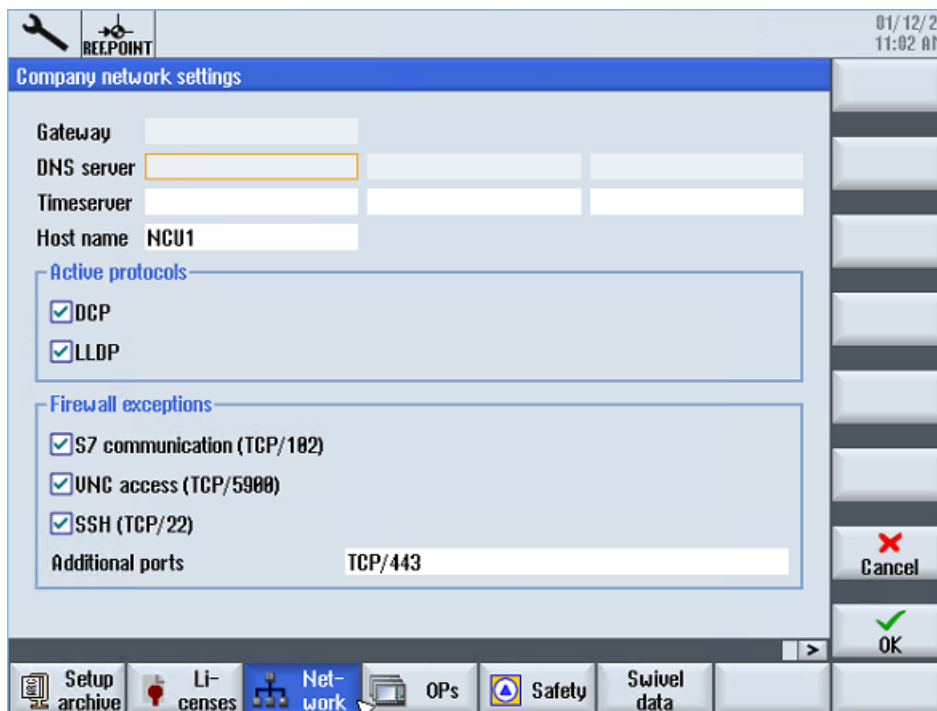 REF.POINT
01/12/2
11:02 AM
Company network settings
Gateway
DNS server
Timeserver
Host name NCU1
Active protocols
DCP
LLDP
Firewall exceptions
S7 communication (TCP/102)
VNC access (TCP/5900)
SSH (TCP/22)
Additional ports TCP/443
Cancel
OK
>
Setup
archive
Li-
censes
Net-
work
OPs
Safety
Swivel
data